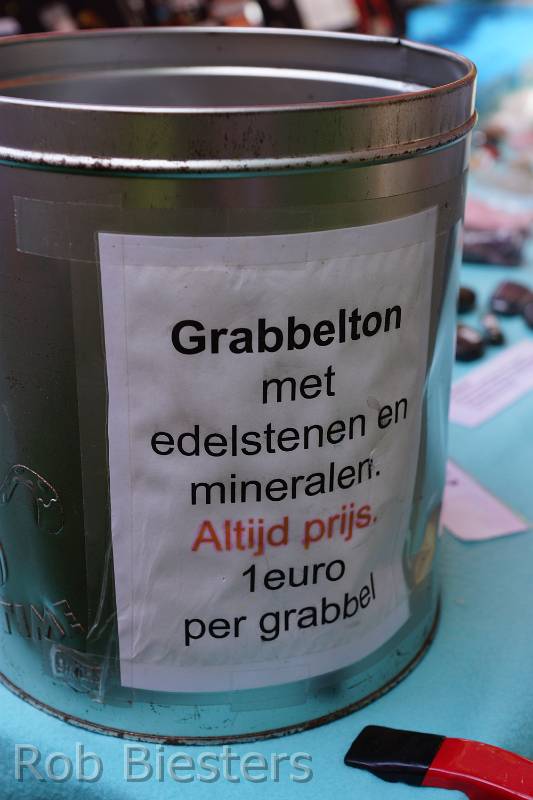 Grabbelton
met
edelstenen en
mineralen.
Altijd prijs.
1euro
per grabbel
Rob Biesters